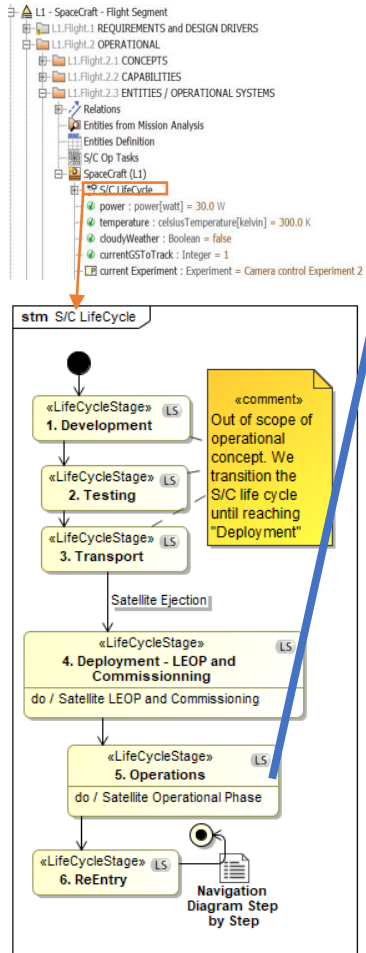 L1 - SpaceCraft - Flight Segment
L1.Flight.1 REQUIREMENTS and DESIGN DRIVERS
L1.Flight.2 OPERATIONAL
L1.Flight.2.1 CONCEPTS
L1.Flight.2.2 CAPABILITIES
L1.Flight.2.3 ENTITIES / OPERATIONAL SYSTEMS
Relations
Entities from Mission Analysis
Entities Definition
S/C Op Tasks
SpaceCraft (L1)
S/C LifeCycle
power : power[watt] = 30.0 W
temperature : celsiusTemperature[kelvin] = 300.0 K
cloudyWeather : Boolean = false
currentGSToTrack : Integer = 1
P current Experiment : Experiment = Camera control Experiment 2
stm S/C LifeCycle
«LifeCycleStage» LS
1. Development
«LifeCycleStage» LS
2. Testing
«LifeCycleStage» LS
3. Transport
«comment»
Out of scope of
operational
concept. We
transition the
S/C life cycle
until reaching
"Deployment"
Satellite Ejection
«LifeCycleStage» LS
4. Deployment - LEOP and
Commissionning
do / Satellite LEOP and Commissioning
«LifeCycleStage» LS
5. Operations
do / Satellite Operational Phase
«LifeCycleStage» LS
6. ReEntry
Navigation
Diagram Step
by Step